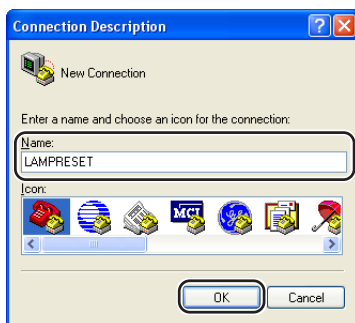 Connection Description
New Connection
Enter a name and choose an icon for the connection:
Name:
LAMPRESET
Icon:
MCI
OK
Cancel